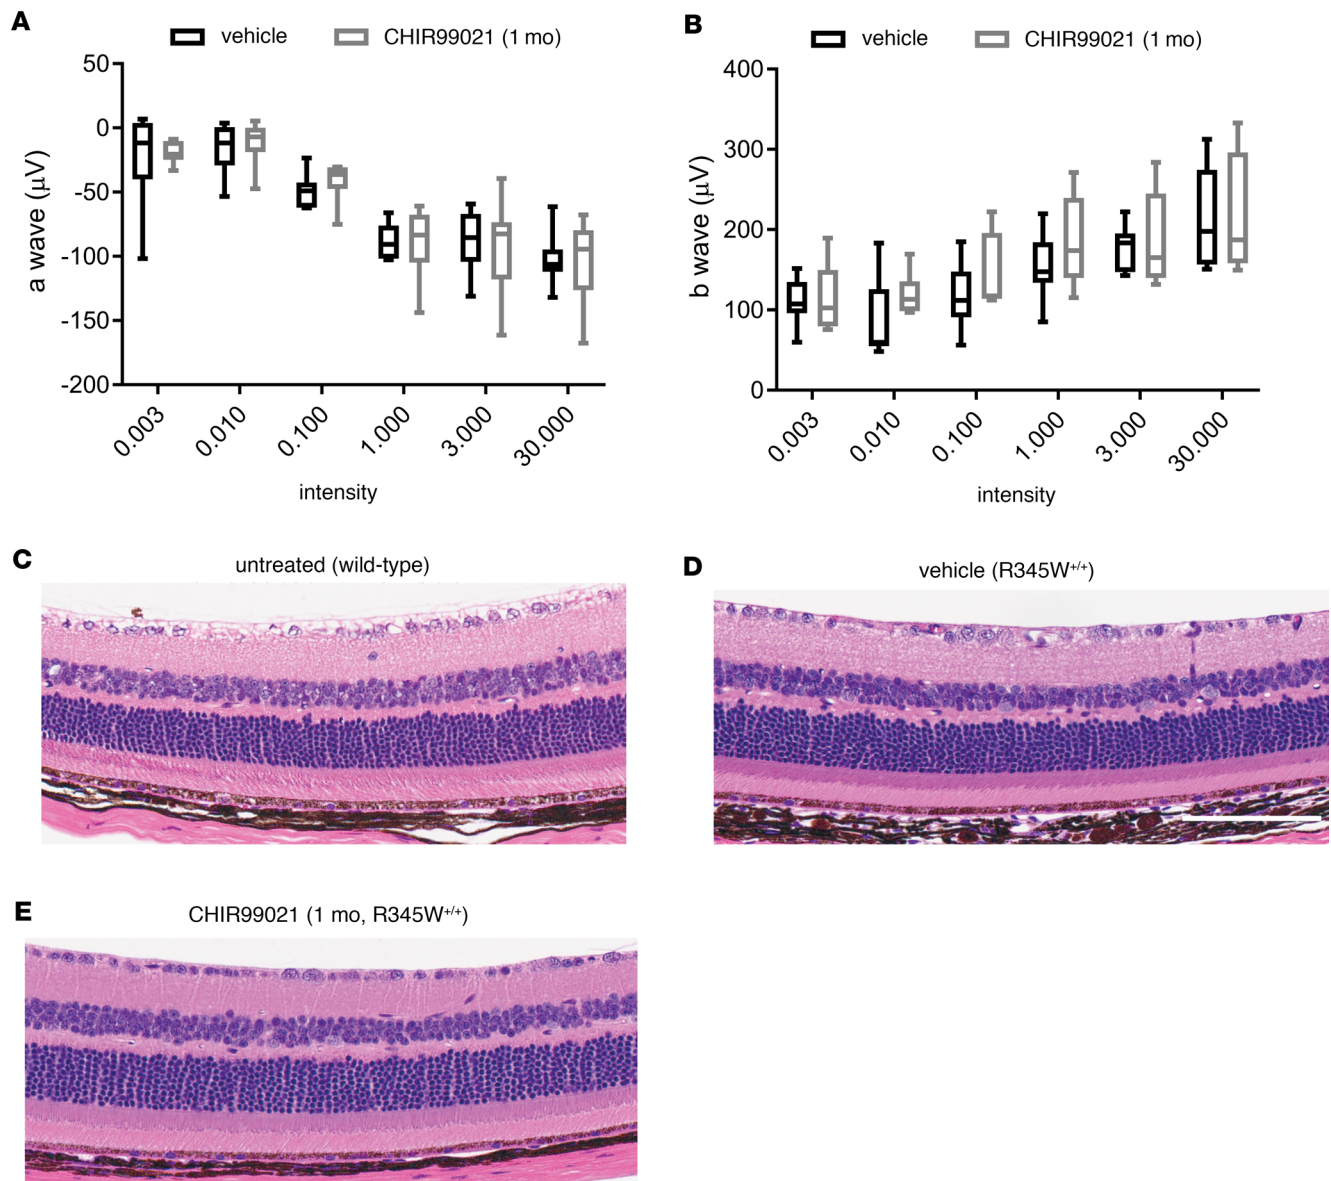 A
vehicle
CHIR99021 (1 mo)
50
0
-50
-100
-150
-200
a wave (μV)
0.003
0.010
0.100
1.000
3.000
30.000
intensity
B
vehicle
CHIR99021 (1 mo)
400
300
200
100
0
b wave (μV)
0.003
0.010
0.100
1.000
3.000
30.000
intensity
C
untreated (wild-type)
D
vehicle (R345W+/+)
E
CHIR99021 (1 mo, R345W+/+)